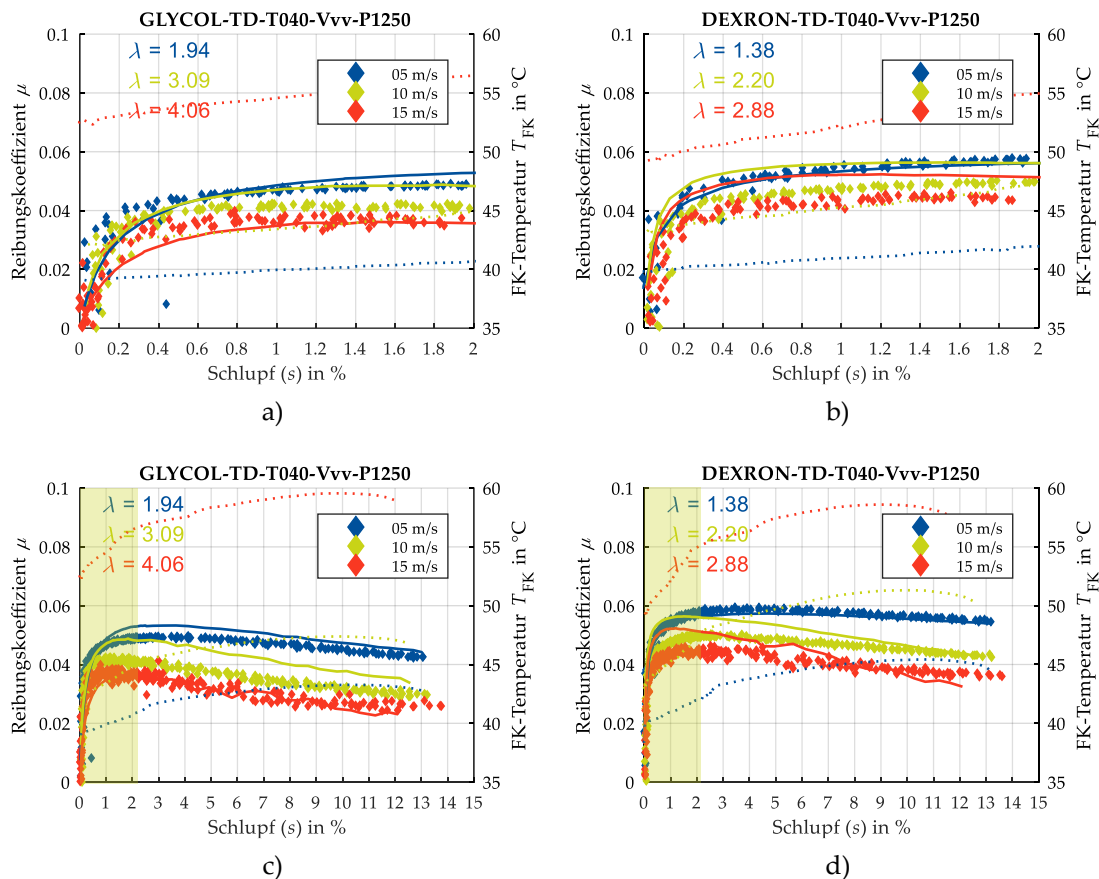 GLYCOL-TD-T040-Vvv-P1250
0.1
0.08
0.06
0.04
0.02
0
Reibungskoeffizient μ
λ = 1.94
λ = 3.09
λ = 4.06
05 m/s
10 m/s
15 m/s
60
55
50
45
40
35
FK-Temperatur T_FK in °C
0 0.2 0.4 0.6 0.8 1 1.2 1.4 1.6 1.8 2
Schlupf (s) in %
a)
DEXRON-TD-T040-Vvv-P1250
0.1
0.08
0.06
0.04
0.02
0
Reibungskoeffizient μ
λ = 1.38
λ = 2.20
λ = 2.88
05 m/s
10 m/s
15 m/s
60
55
50
45
40
35
FK-Temperatur T_FK in °C
0 0.2 0.4 0.6 0.8 1 1.2 1.4 1.6 1.8 2
Schlupf (s) in %
b)
GLYCOL-TD-T040-Vvv-P1250
0.1
0.08
0.06
0.04
0.02
0
Reibungskoeffizient μ
λ = 1.94
λ = 3.09
λ = 4.06
05 m/s
10 m/s
15 m/s
60
55
50
45
40
35
FK-Temperatur T_FK in °C
0 1 2 3 4 5 6 7 8 9 10 11 12 13 14 15
Schlupf (s) in %
c)
DEXRON-TD-T040-Vvv-P1250
0.1
0.08
0.06
0.04
0.02
0
Reibungskoeffizient μ
λ = 1.38
λ = 2.20
λ = 2.88
05 m/s
10 m/s
15 m/s
60
55
50
45
40
35
FK-Temperatur T_FK in °C
0 1 2 3 4 5 6 7 8 9 10 11 12 13 14 15
Schlupf (s) in %
d)